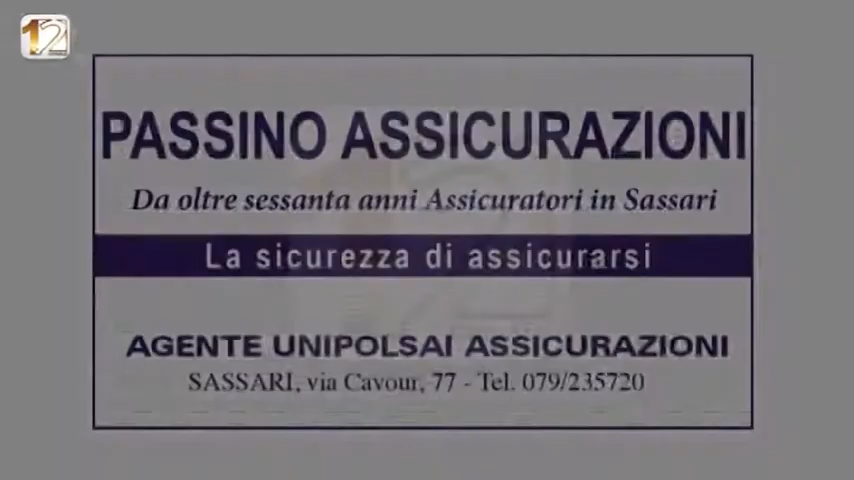 12
PASSINO ASSICURAZIONI
Da oltre sessanta anni Assicuratori in Sassari
La sicurezza di assicurarsi
AGENTE UNIPOLSAI ASSICURAZIONI
SASSARI, via Cavour, 77 - Tel. 079/235720